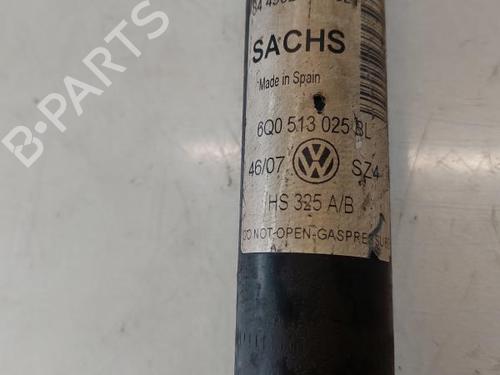 B-PARTS
SACHS
Made in Spain
6Q0 513 025 BL
46/07 SZ4
HS 325 A/B
DO NOT-OPEN-GASPRESSURE